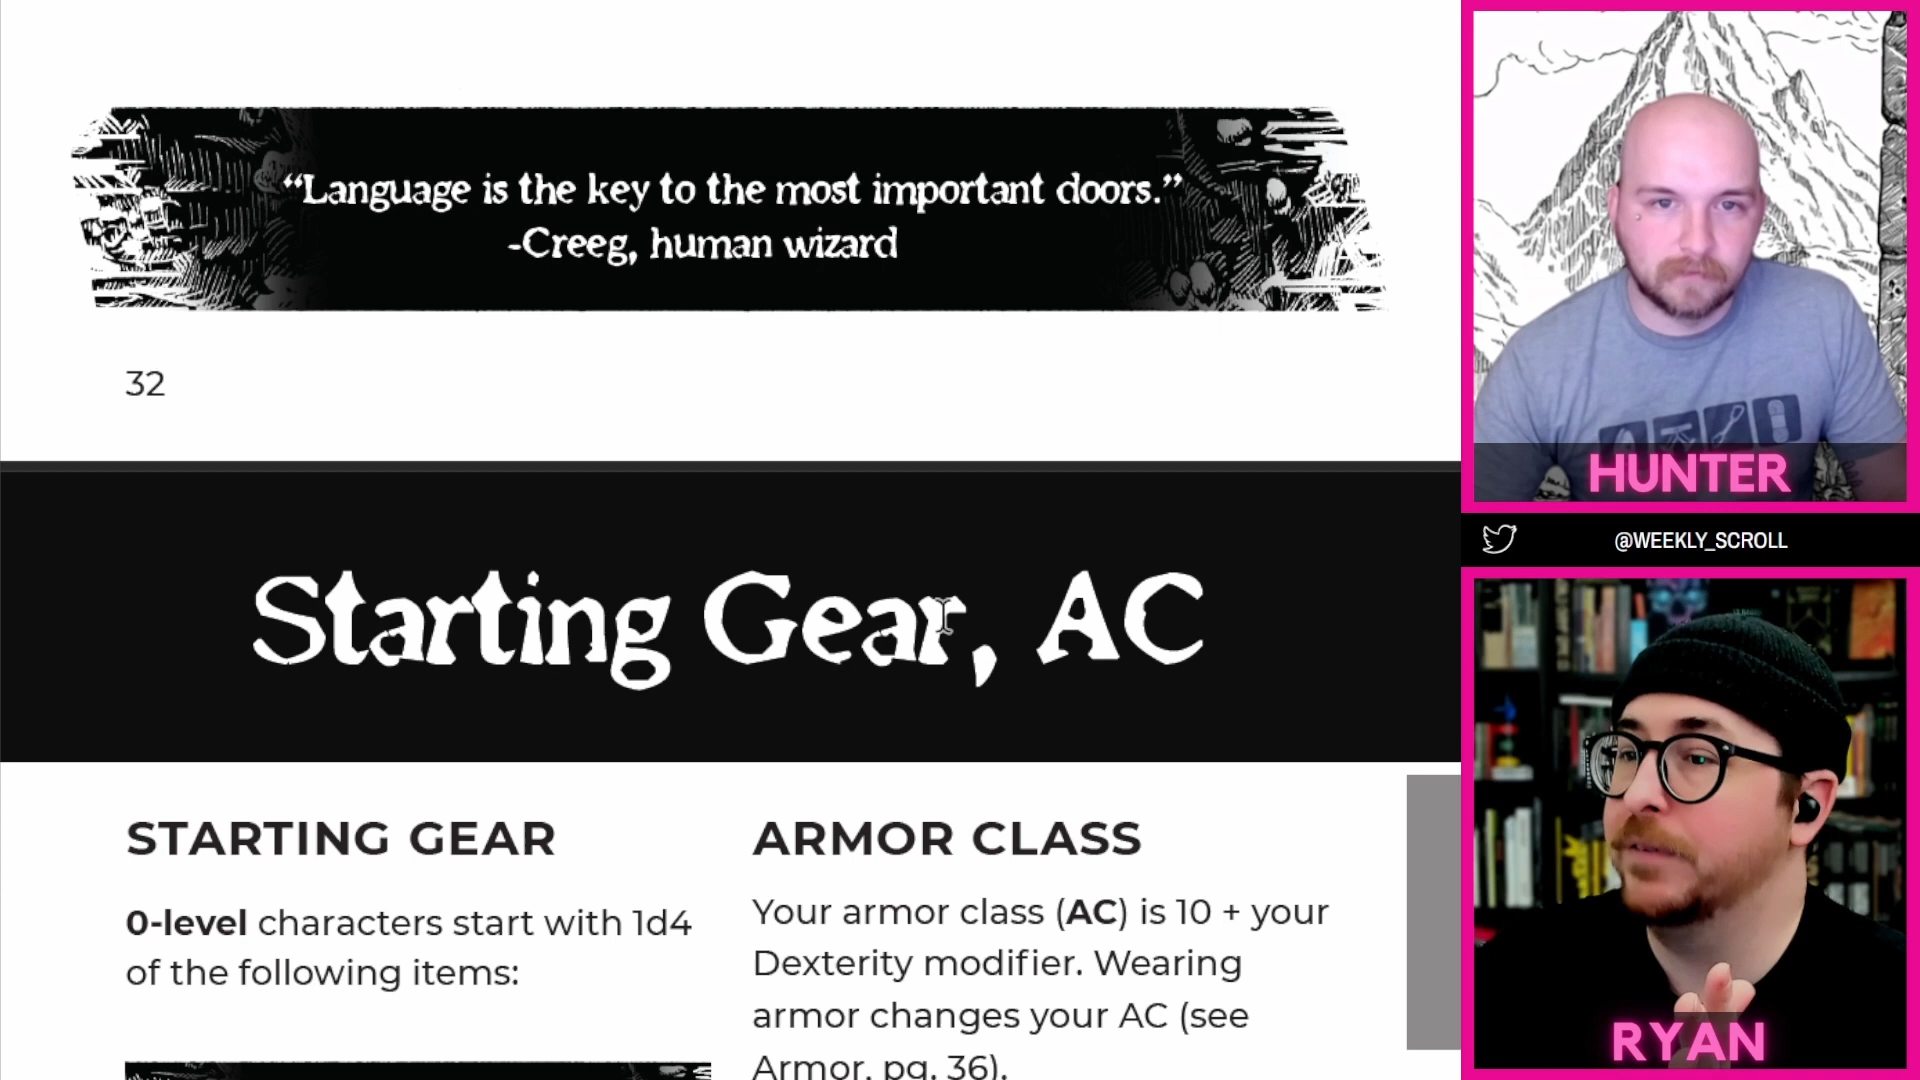 “Language is the key to the most important doors.”
-Creeg, human wizard
32
Starting Gear, AC
STARTING GEAR
0-level characters start with 1d4
of the following items:
ARMOR CLASS
Your armor class (AC) is 10 + your
Dexterity modifier. Wearing
armor changes your AC (see
Armor, pg. 36).
HUNTER
@WEEKLY_SCROLL
RYAN